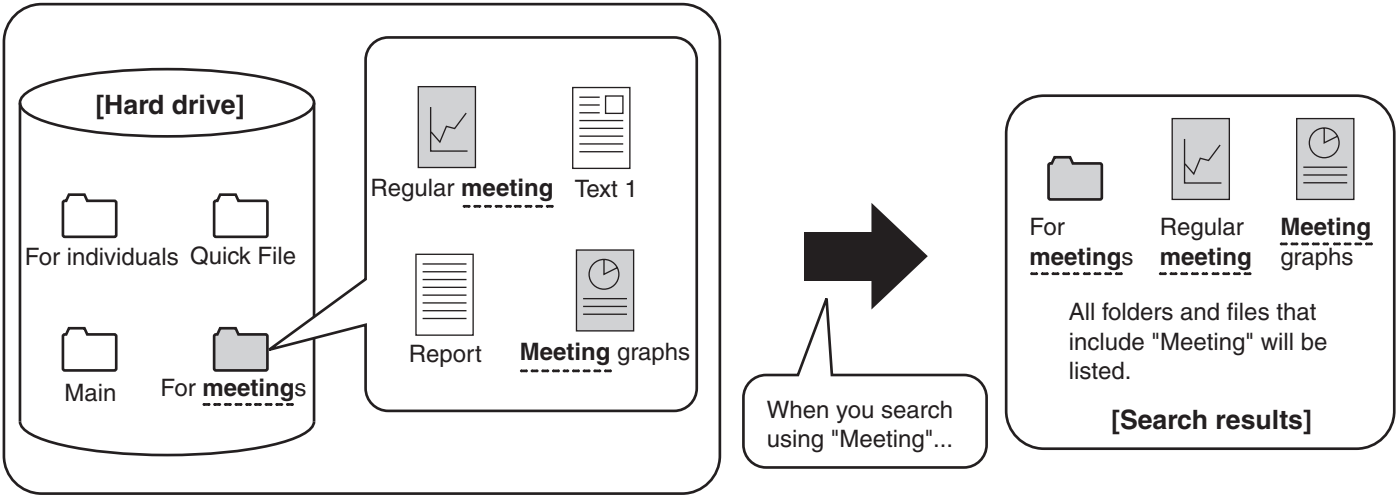 [Hard drive]
For individuals
Quick File
Main
For meetings
Regular meeting
Text 1
Report
Meeting graphs
When you search
using "Meeting"...
For
meetings
Regular
meeting
Meeting
graphs
All folders and files that
include "Meeting" will be
listed.
[Search results]